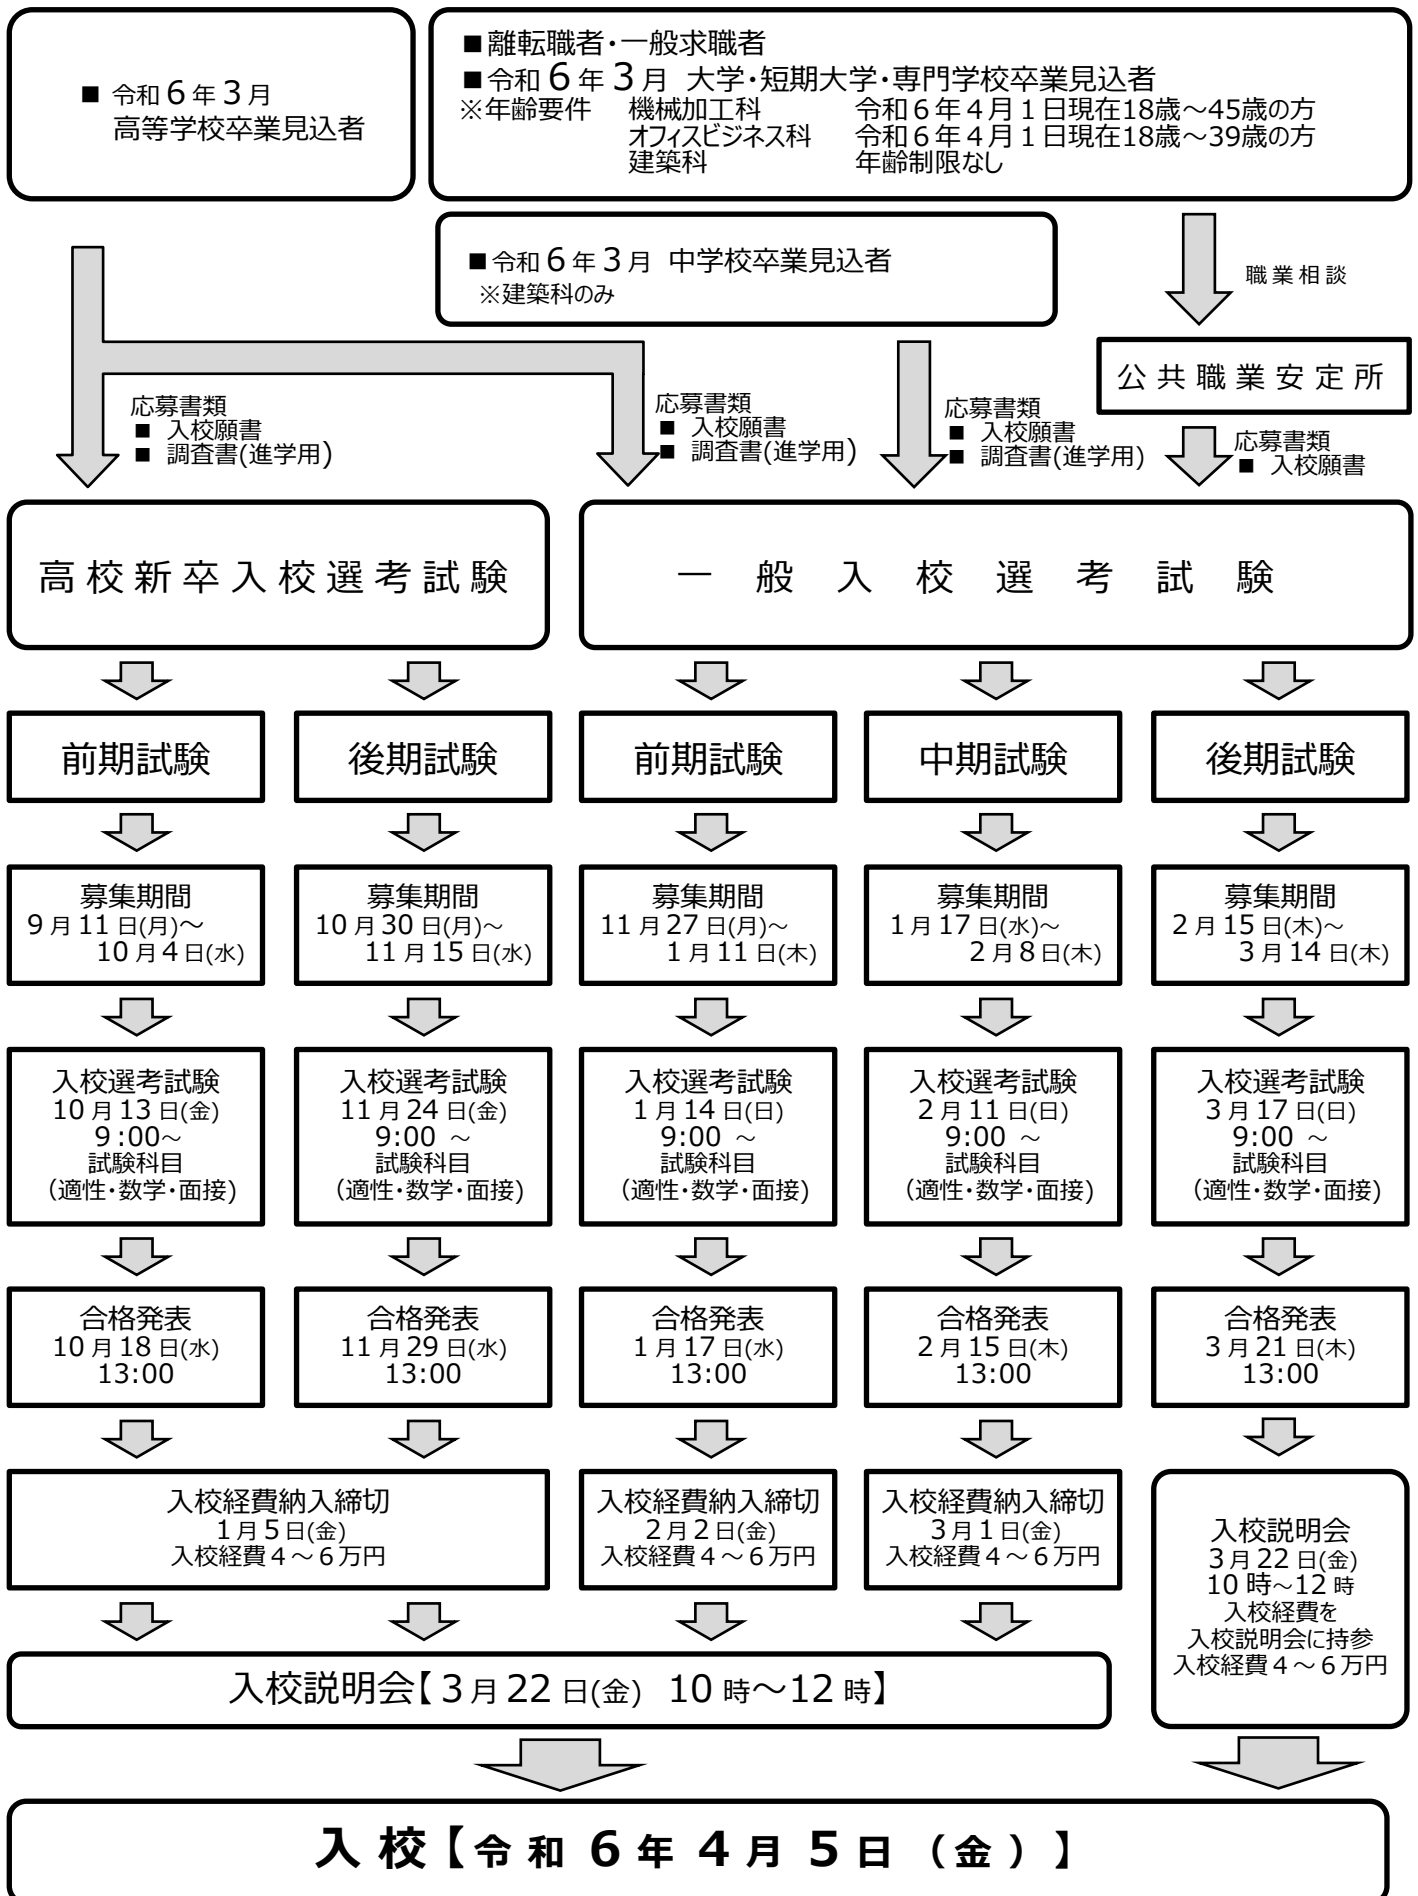 ■ 令和6年3月
高等学校卒業見込者
■離転職者・一般求職者
■令和6年3月 大学・短期大学・専門学校卒業見込者
※年齢要件 機械加工科 令和6年4月1日現在18歳～45歳の方
オフィスビジネス科 令和6年4月1日現在18歳～39歳の方
建築科 年齢制限なし
■令和6年3月 中学校卒業見込者
※建築科のみ
職業相談
公共職業安定所
応募書類
■ 入校願書
■ 調査書(進学用)
応募書類
■ 入校願書
■ 調査書(進学用)
応募書類
■ 入校願書
■ 調査書(進学用)
応募書類
■ 入校願書
高校新卒入校選考試験
一般入校選考試験
前期試験
後期試験
前期試験
中期試験
後期試験
募集期間
9月11日(月)～
10月4日(水)
募集期間
10月30日(月)～
11月15日(水)
募集期間
11月27日(月)～
1月11日(木)
募集期間
1月17日(水)～
2月8日(木)
募集期間
2月15日(木)～
3月14日(木)
入校選考試験
10月13日(金)
9:00～
試験科目
(適性・数学・面接)
入校選考試験
11月24日(金)
9:00 ～
試験科目
(適性・数学・面接)
入校選考試験
1月14日(日)
9:00 ～
試験科目
(適性・数学・面接)
入校選考試験
2月11日(日)
9:00 ～
試験科目
(適性・数学・面接)
入校選考試験
3月17日(日)
9:00 ～
試験科目
(適性・数学・面接)
合格発表
10月18日(水)
13:00
合格発表
11月29日(水)
13:00
合格発表
1月17日(水)
13:00
合格発表
2月15日(木)
13:00
合格発表
3月21日(木)
13:00
入校経費納入締切
1月5日(金)
入校経費4～6万円
入校経費納入締切
2月2日(金)
入校経費4～6万円
入校経費納入締切
3月1日(金)
入校経費4～6万円
入校説明会
3月22日(金)
10時～12時
入校経費を
入校説明会に持参
入校経費4～6万円
入校説明会【3月22日(金) 10時～12時】
入校【令和6年4月5日(金)】